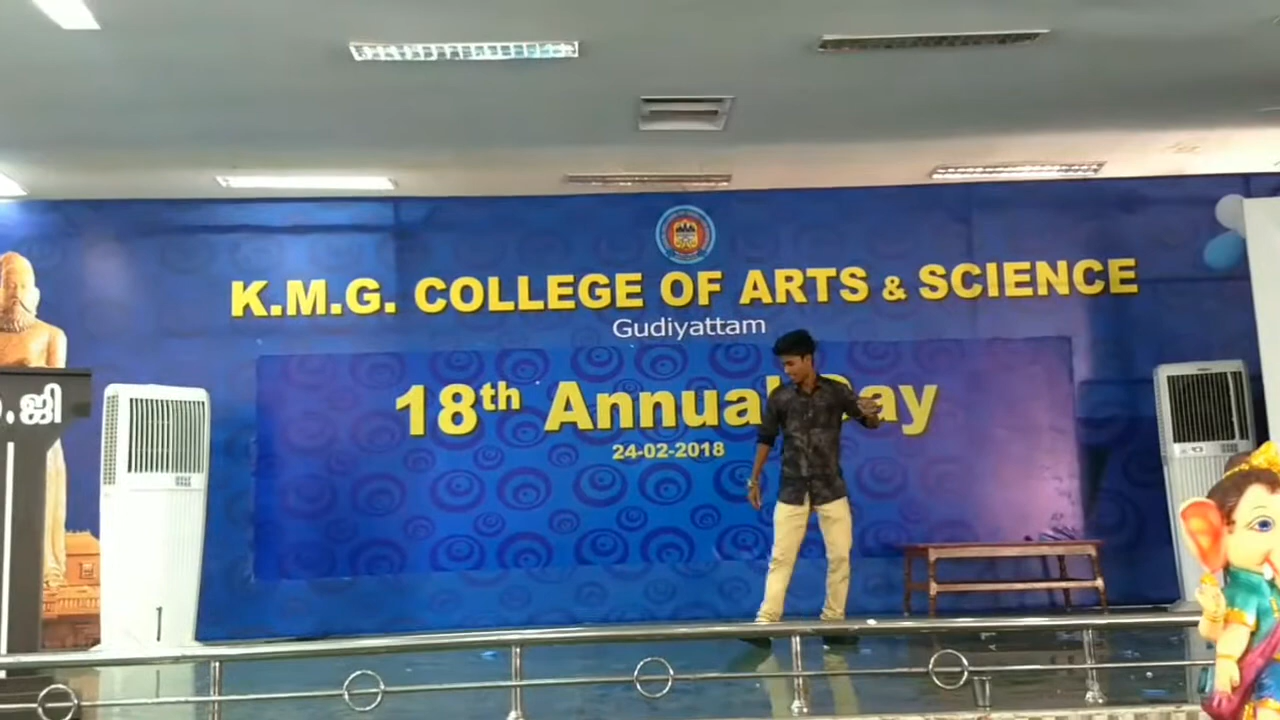 K.M.G. COLLEGE OF ARTS & SCIENCE
Gudiyattam
18th Annual Day
24-02-2018
.ஜி